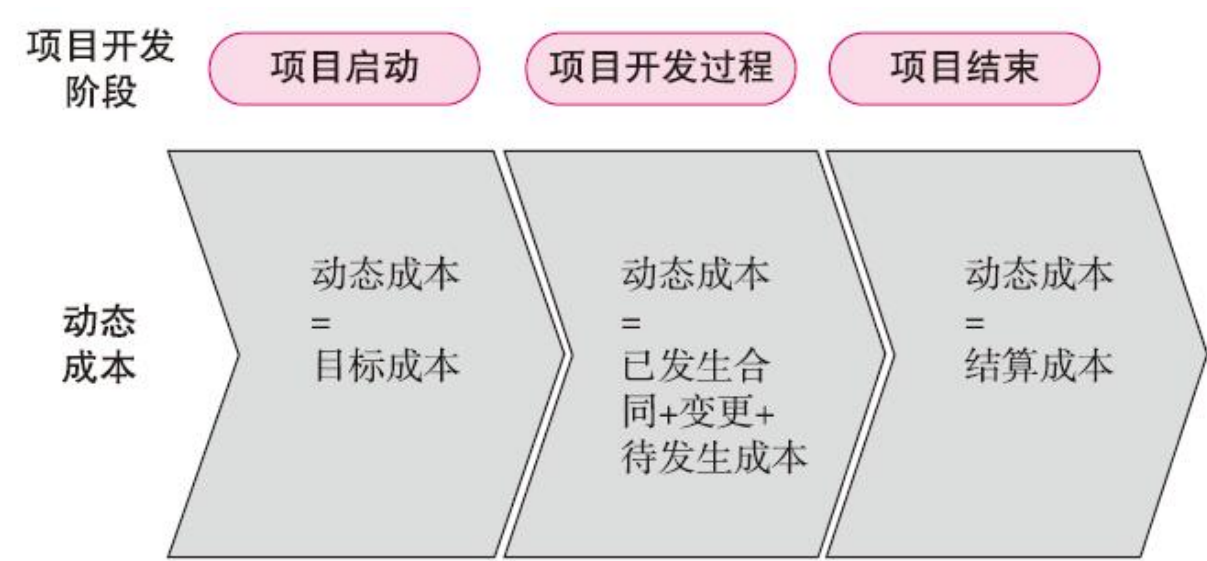 项目开发
阶段
项目启动
项目开发过程
项目结束
动态
成本
动态成本
=
目标成本
动态成本
=
已发生合
同+变更+
待发生成本
动态成本
=
结算成本